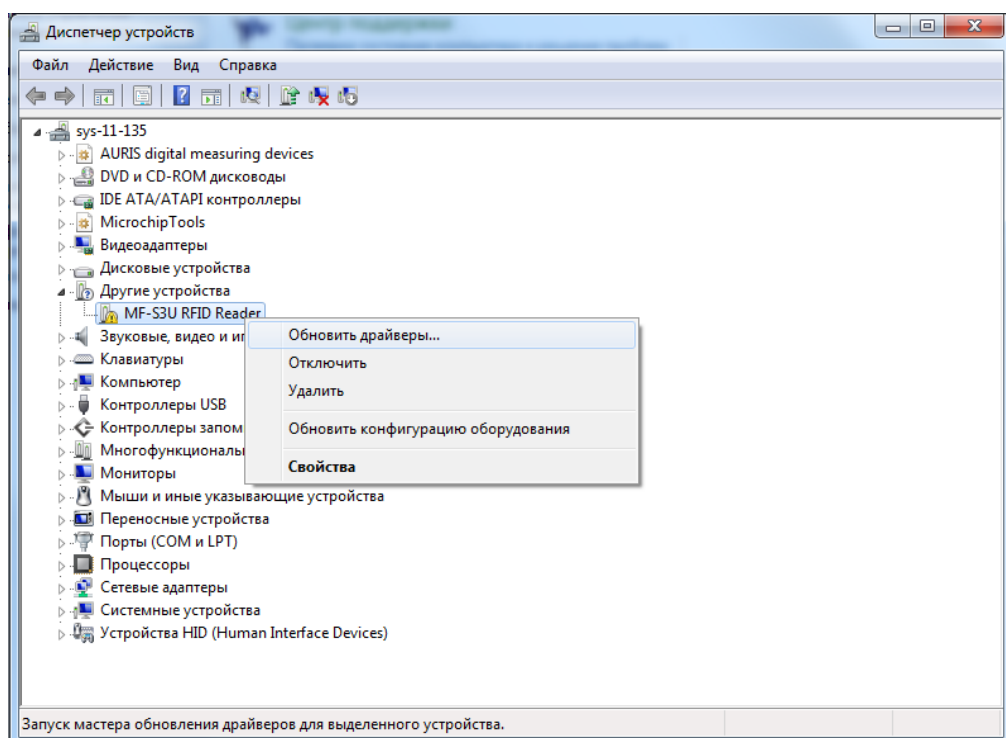 Диспетчер устройств
Файл Действие Вид Справка
sys-11-135
AURIS digital measuring devices
DVD и CD-ROM дисководы
IDE ATA/ATAPI контроллеры
MicrochipTools
Видеоадаптеры
Дисковые устройства
Другие устройства
MF-S3U RFID Reader
Звуковые, видео и иг
Обновить драйверы...
Клавиатуры
Отключить
Компьютер
Удалить
Контроллеры USB
Контроллеры запом
Обновить конфигурацию оборудования
Многофункциональ
Мониторы
Свойства
Мыши и иные указывающие устройства
Переносные устройства
Порты (COM и LPT)
Процессоры
Сетевые адаптеры
Системные устройства
Устройства HID (Human Interface Devices)
Запуск мастера обновления драйверов для выделенного устройства.